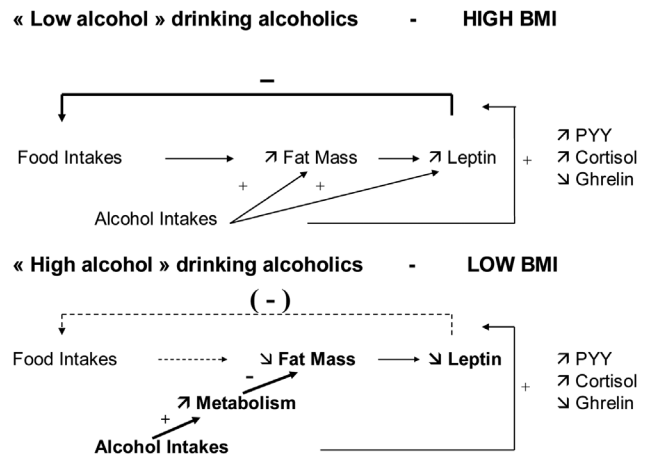 « Low alcohol » drinking alcoholics - HIGH BMI
–
↗ PYY
Food Intakes ↗ Fat Mass ↗ Leptin + ↗ Cortisol
+ + ↘ Ghrelin
Alcohol Intakes
« High alcohol » drinking alcoholics - LOW BMI
( - )
Food Intakes ↘ Fat Mass ↘ Leptin ↗ PYY
- + ↗ Cortisol
↗ Metabolism ↘ Ghrelin
+
Alcohol Intakes